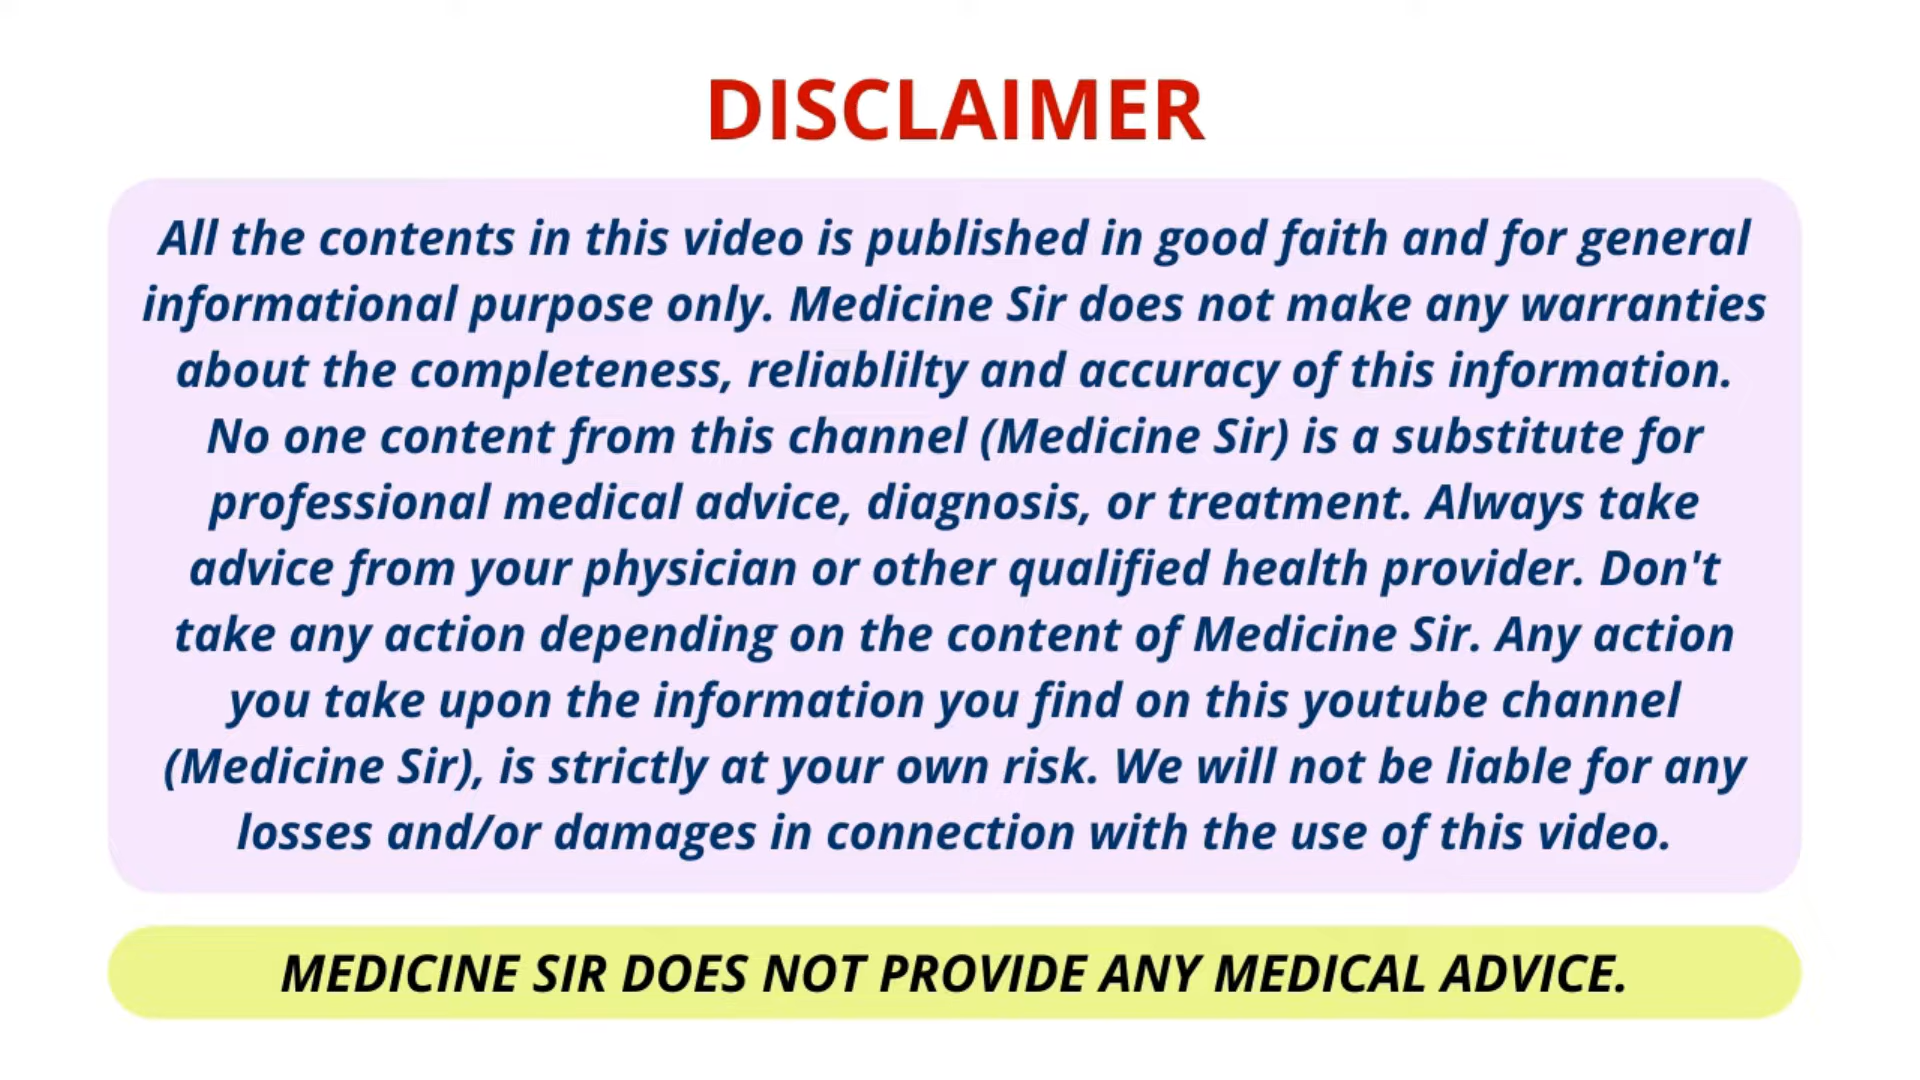 DISCLAIMER
All the contents in this video is published in good faith and for general
informational purpose only. Medicine Sir does not make any warranties
about the completeness, reliablilty and accuracy of this information.
No one content from this channel (Medicine Sir) is a substitute for
professional medical advice, diagnosis, or treatment. Always take
advice from your physician or other qualified health provider. Don't
take any action depending on the content of Medicine Sir. Any action
you take upon the information you find on this youtube channel
(Medicine Sir), is strictly at your own risk. We will not be liable for any
losses and/or damages in connection with the use of this video.
MEDICINE SIR DOES NOT PROVIDE ANY MEDICAL ADVICE.